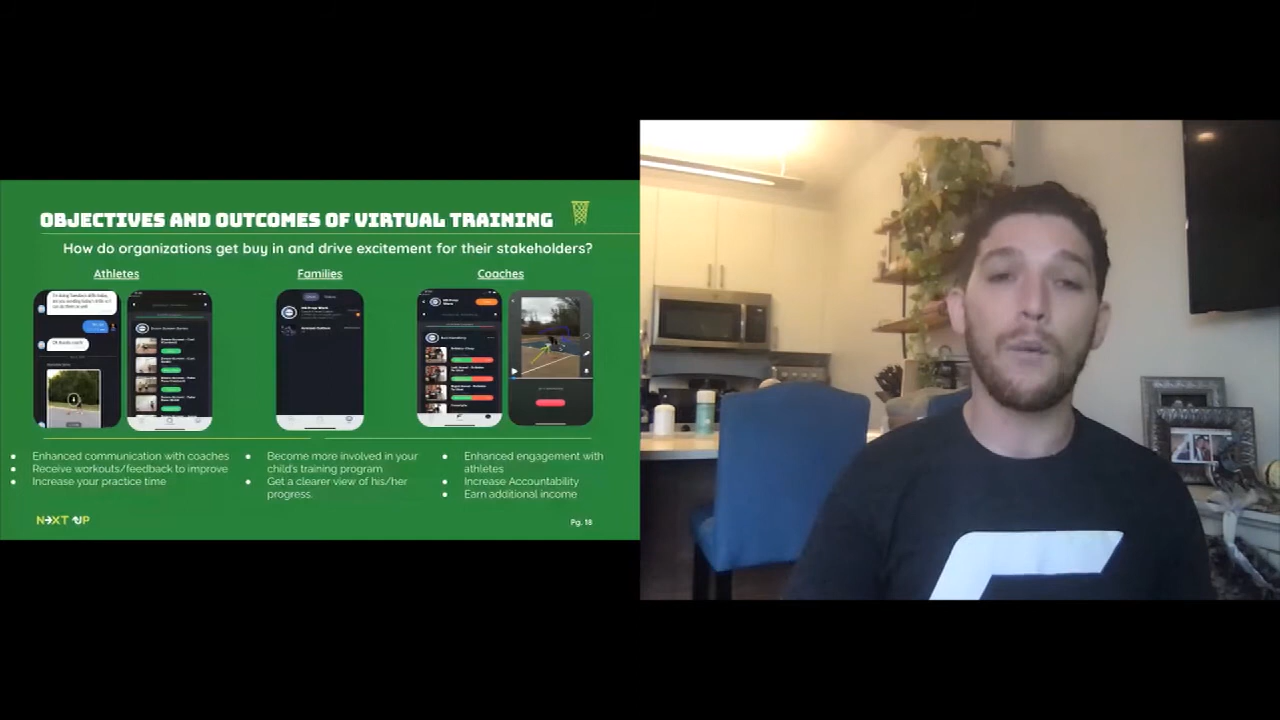 OBJECTIVES AND OUTCOMES OF VIRTUAL TRAINING
How do organizations get buy in and drive excitement for their stakeholders?
Athletes
Families
Coaches
● Enhanced communication with coaches
● Receive workouts/feedback to improve
● Increase your practice time
● Become more involved in your
child's training program
● Get a clearer view of his/her
progress.
● Enhanced engagement with
athletes
● Increase Accountability
● Earn additional income
NEXT UP
Pg. 18